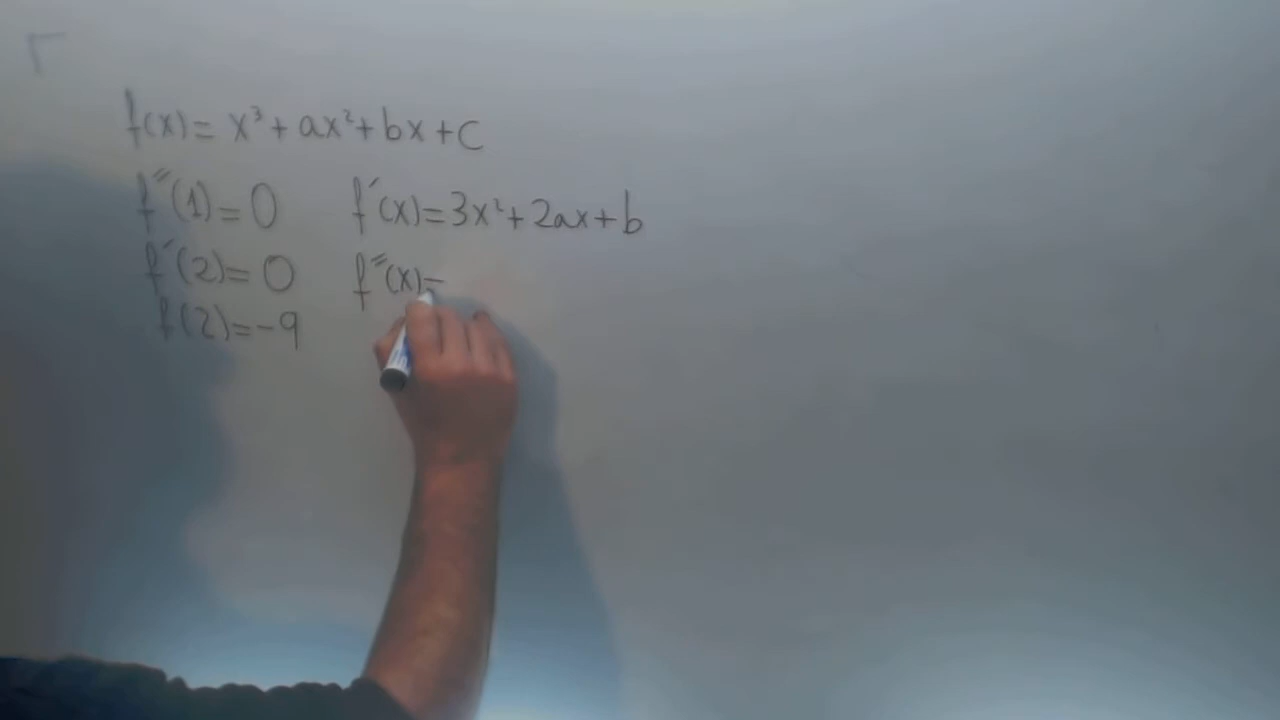 f(x) = x³ + ax² + bx + c
f″(1) = 0
f′(x) = 3x² + 2ax + b
f′(2) = 0
f″(x) =
f(2) = -9